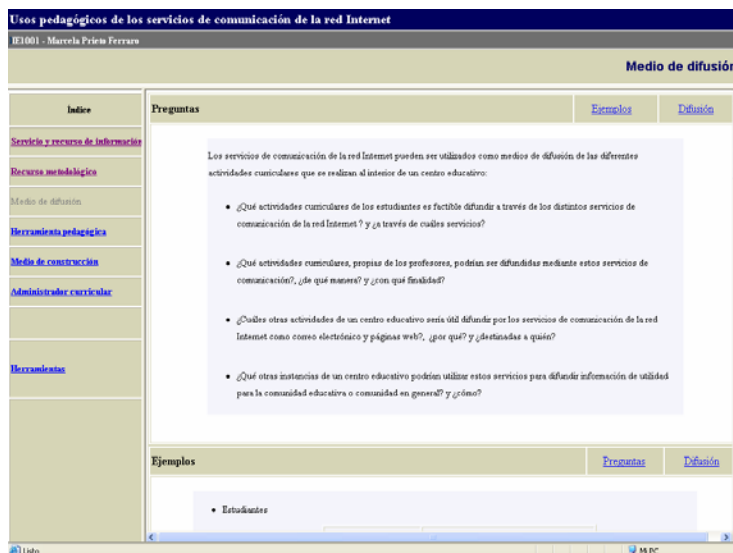 Usos pedagógicos de los servicios de comunicación de la red Internet
IE1001 - Marcela Prieto Ferraro
Medio de difusión
Índice
Servicio y recurso de información
Recurso metodológico
Medio de difusión
Herramienta pedagógica
Medio de construcción
Administrador curricular
Herramientas
Preguntas
Ejemplos
Difusión
Los servicios de comunicación de la red Internet pueden ser utilizados como medios de difusión de las diferentes
actividades curriculares que se realizan al interior de un centro educativo:
• ¿Qué actividades curriculares de los estudiantes es factible difundir a través de los distintos servicios de
comunicación de la red Internet ? y ¿a través de cuáles servicios?
• ¿Qué actividades curriculares, propias de los profesores, podrían ser difundidas mediante estos servicios de
comunicación?, ¿de qué manera? y ¿con qué finalidad?
• ¿Cuáles otras actividades de un centro educativo sería útil difundir por los servicios de comunicación de la red
Internet como correo electrónico y páginas web?, ¿por qué? y ¿destinadas a quién?
• ¿Qué otras instancias de un centro educativo podrían utilizar estos servicios para difundir información de utilidad
para la comunidad educativa o comunidad en general? y ¿cómo?
Ejemplos
Preguntas
Difusión
• Estudiantes
Listo
Mi PC